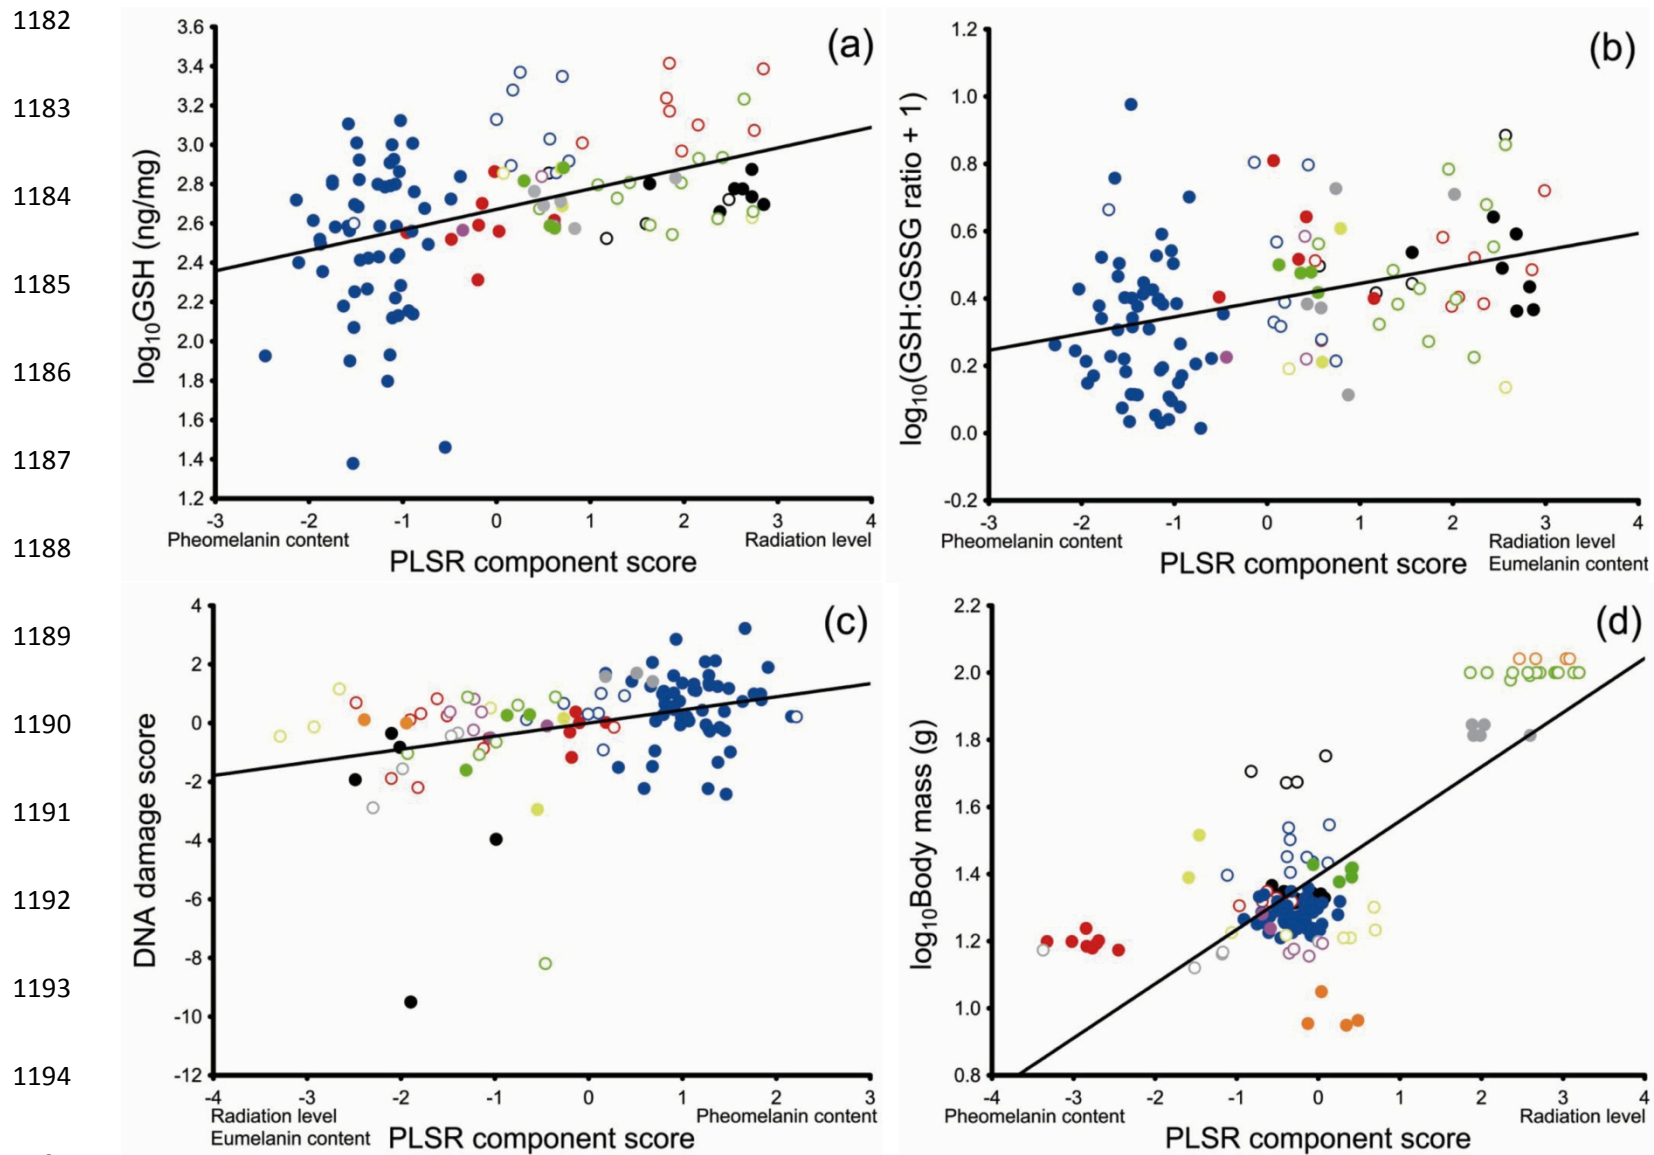 1182
1183
1184
1185
1186
1187
1188
1189
1190
1191
1192
1193
1194
(a)
log10GSH (ng/mg)
3.6
3.4
3.2
3.0
2.8
2.6
2.4
2.2
2.0
1.8
1.6
1.4
1.2
-3 -2 -1 0 1 2 3 4
Pheomelanin content Radiation level
PLSR component score
(b)
log10(GSH:GSSG ratio + 1)
1.2
1.0
0.8
0.6
0.4
0.2
0.0
-0.2
-3 -2 -1 0 1 2 3 4
Pheomelanin content Radiation level
PLSR component score Eumelanin content
(c)
DNA damage score
4
2
0
-2
-4
-6
-8
-10
-12
-4 -3 -2 -1 0 1 2 3
Radiation level Pheomelanin content
Eumelanin content PLSR component score
(d)
log10Body mass (g)
2.2
2.0
1.8
1.6
1.4
1.2
1.0
0.8
-4 -3 -2 -1 0 1 2 3 4
Pheomelanin content Radiation level
PLSR component score